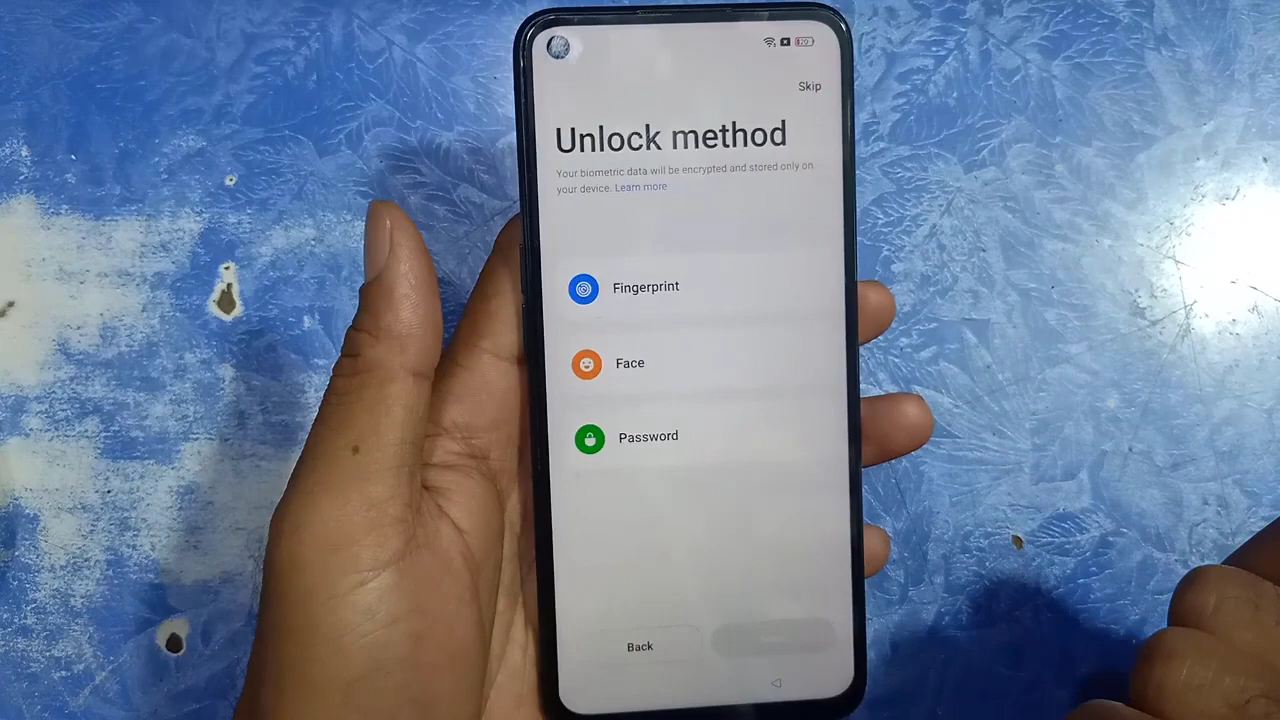 20
Skip
Unlock method
Your biometric data will be encrypted and stored only on
your device. Learn more
Fingerprint
Face
Password
Back